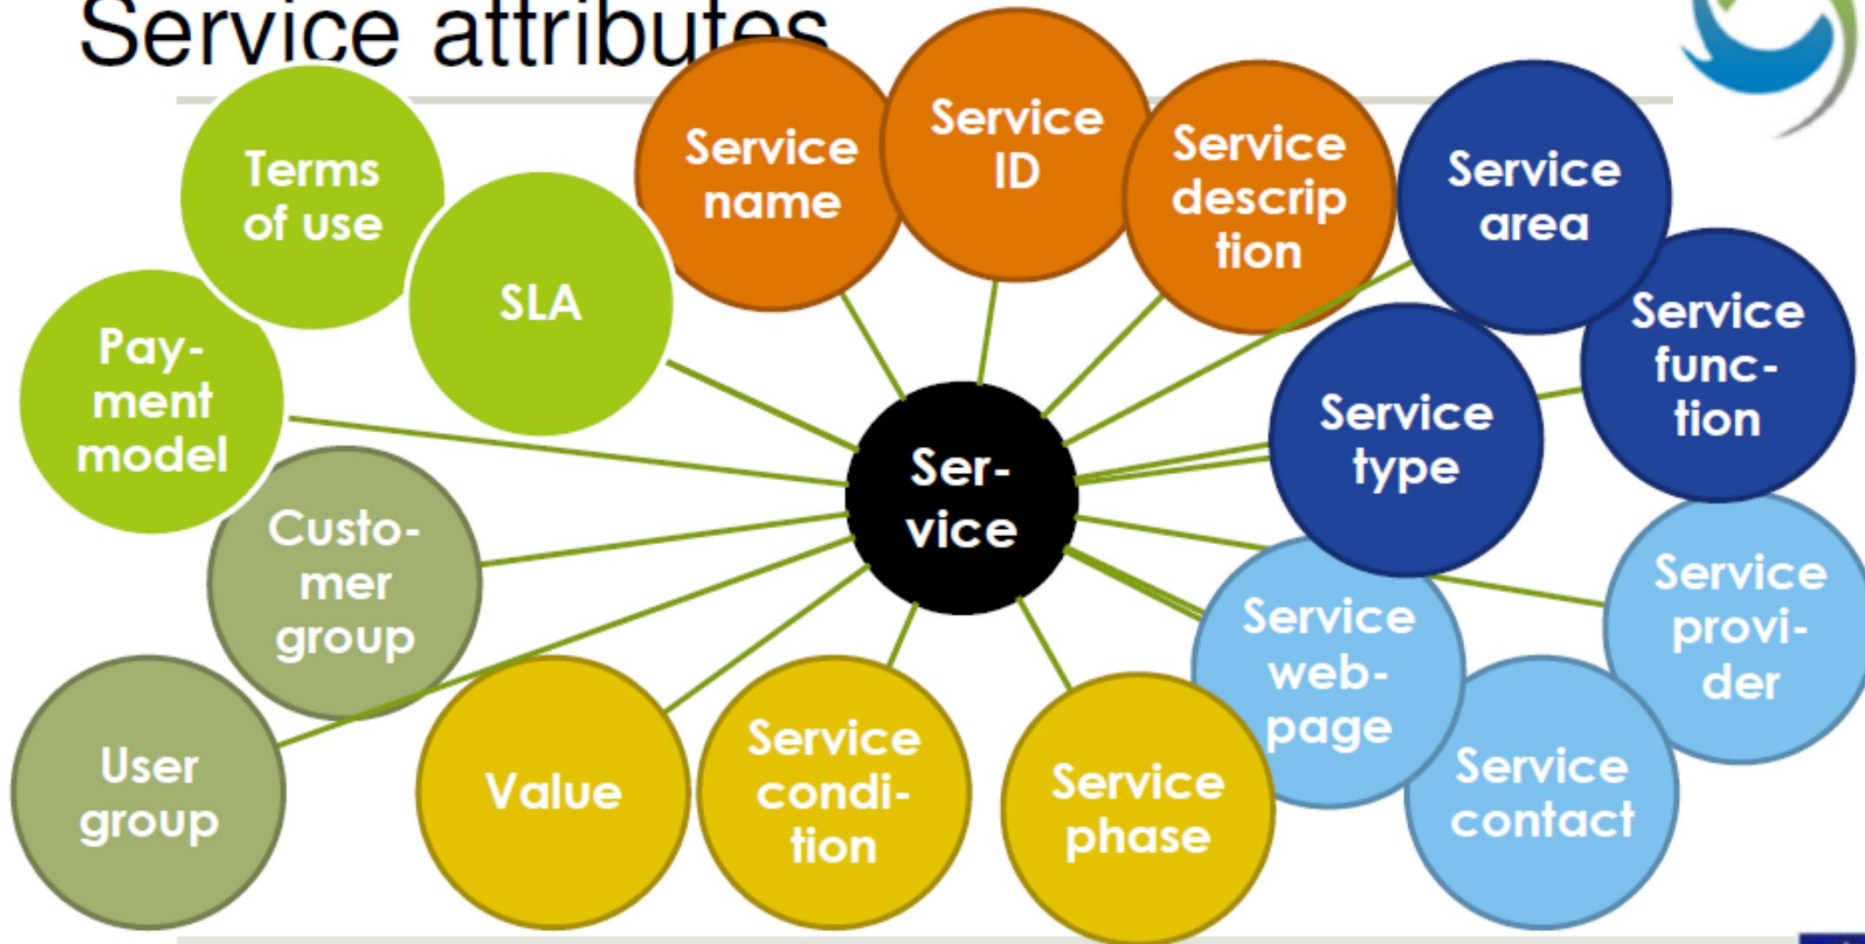 Service attributes
Terms
of use
SLA
Pay-
ment
model
Service
name
Service
ID
Service
descrip
tion
Service
area
Service
func-
tion
Service
type
Ser-
vice
Custo-
mer
group
User
group
Value
Service
condi-
tion
Service
phase
Service
web-
page
Service
contact
Service
provi-
der